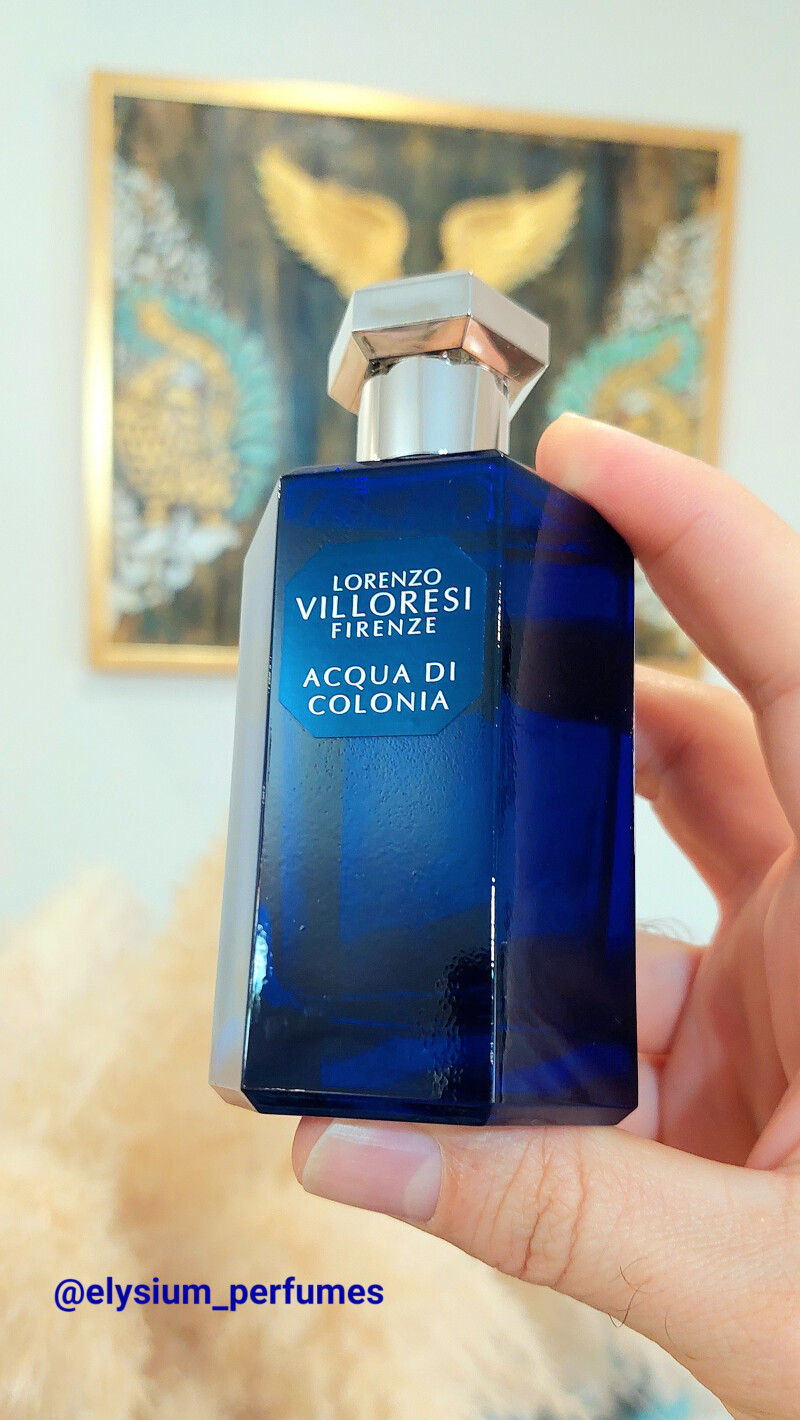 LORENZO
VILLORESI
FIRENZE
ACQUA DI
COLONIA
@elysium_perfumes